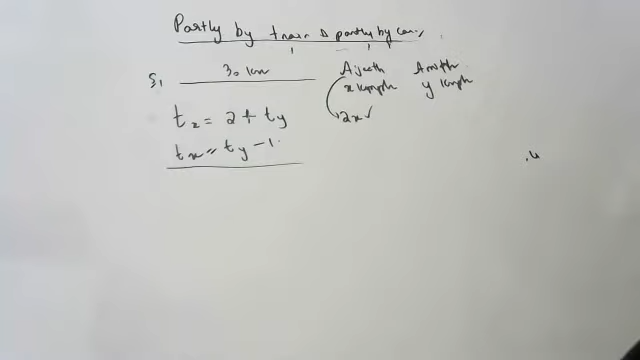 Partly by train & partly by car,
30 km Ajeeth Amith
x kmph y kmph
2x ✓
tx = 2 + ty
tx = ty - 1